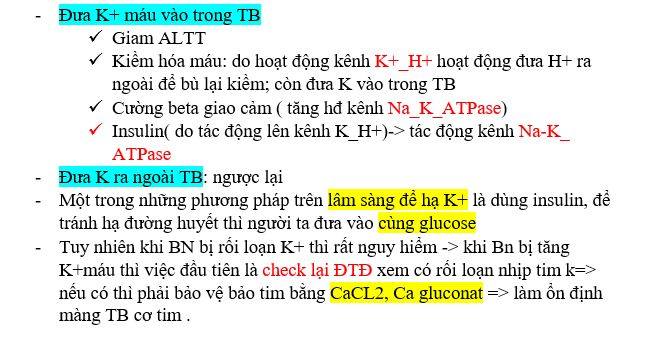 - Đưa K+ máu vào trong TB
✓ Giam ALTT
✓ Kiềm hóa máu: do hoạt động kênh K+_H+ hoạt động đưa H+ ra
ngoài để bù lại kiềm; còn đưa K vào trong TB
✓ Cường beta giao cảm ( tăng hđ kênh Na_K_ATPase)
✓ Insulin( do tác động lên kênh K_H+)-> tác động kênh Na-K_
ATPase
- Đưa K ra ngoài TB: ngược lại
- Một trong những phương pháp trên lâm sàng để hạ K+ là dùng insulin, để
tránh hạ đường huyết thì người ta đưa vào cùng glucose
- Tuy nhiên khi BN bị rối loạn K+ thì rất nguy hiểm -> khi Bn bị tăng
K+máu thì việc đầu tiên là check lại ĐTĐ xem có rối loạn nhịp tim k=>
nếu có thì phải bảo vệ bảo tim bằng CaCL2, Ca gluconat => làm ổn định
màng TB cơ tim .